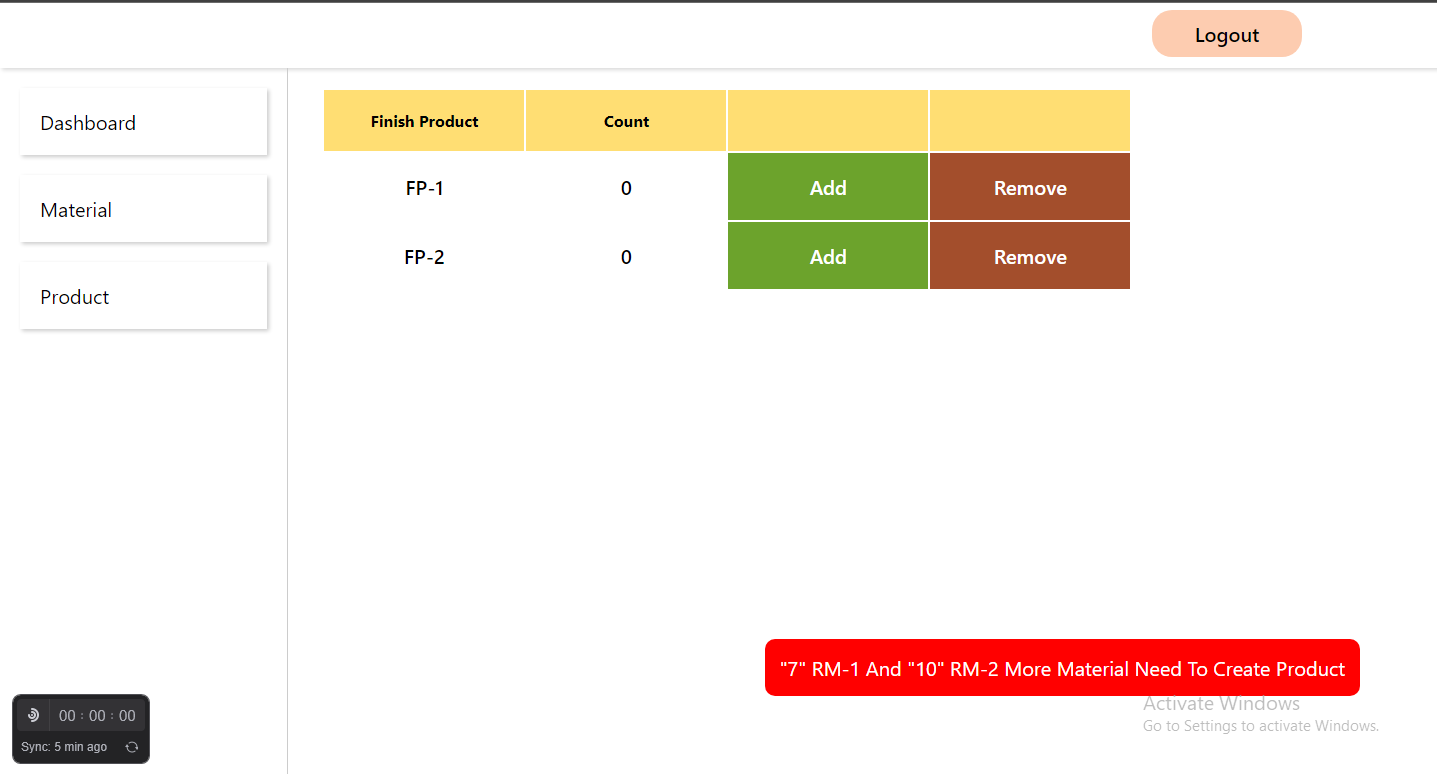 Logout
Dashboard
Material
Product
Finish Product Count
FP-1 0 Add Remove
FP-2 0 Add Remove
"7" RM-1 And "10" RM-2 More Material Need To Create Product
Activate Windows
Go to Settings to activate Windows.
00 : 00 : 00
Sync: 5 min ago